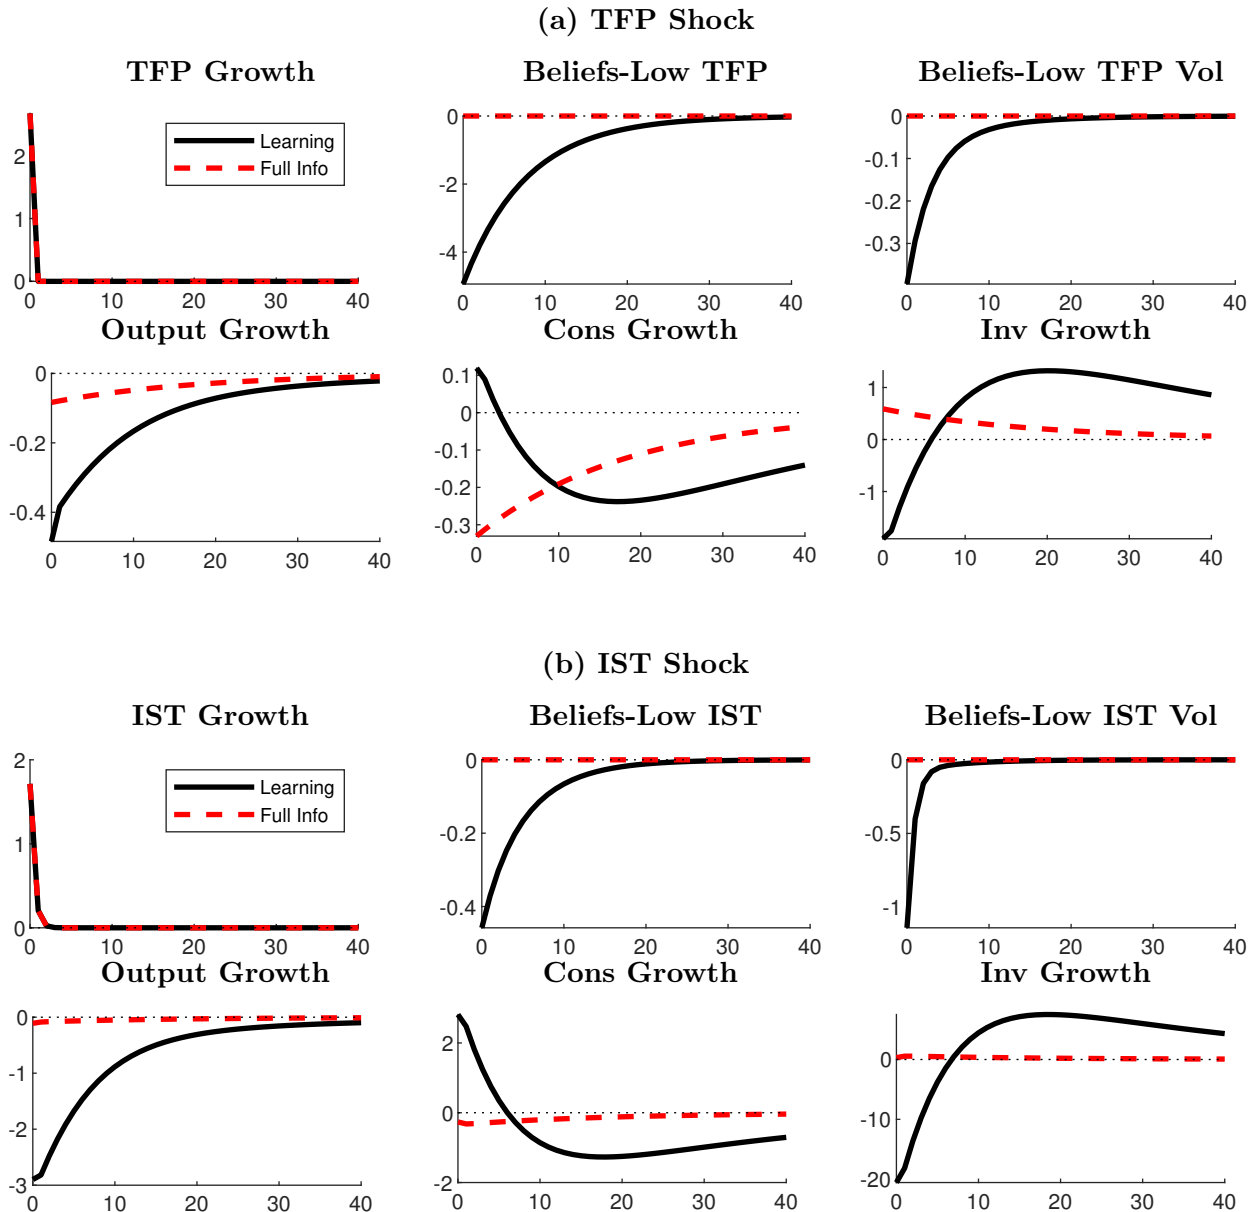 (a) TFP Shock
TFP Growth
Beliefs-Low TFP
Beliefs-Low TFP Vol
2
1
0
Learning
Full Info
0 10 20 30 40
0
-2
-4
0 10 20 30 40
0
-0.1
-0.2
-0.3
0 10 20 30 40
Output Growth
Cons Growth
Inv Growth
0
-0.2
-0.4
0 10 20 30 40
0.1
0
-0.1
-0.2
-0.3
0 10 20 30 40
1
0
-1
0 10 20 30 40
(b) IST Shock
IST Growth
Beliefs-Low IST
Beliefs-Low IST Vol
2
1
0
Learning
Full Info
0 10 20 30 40
0
-0.2
-0.4
0 10 20 30 40
0
-0.5
-1
0 10 20 30 40
Output Growth
Cons Growth
Inv Growth
0
-1
-2
-3
0 10 20 30 40
2
0
-2
0 10 20 30 40
0
-10
-20
0 10 20 30 40